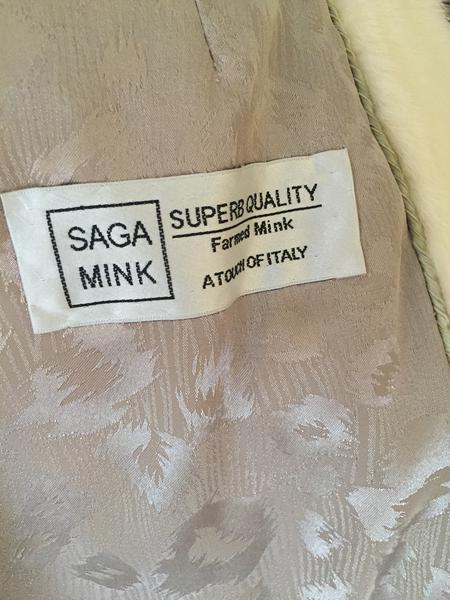 SAGA
MINK
SUPERB QUALITY
Farmed Mink
A TOUCH OF ITALY